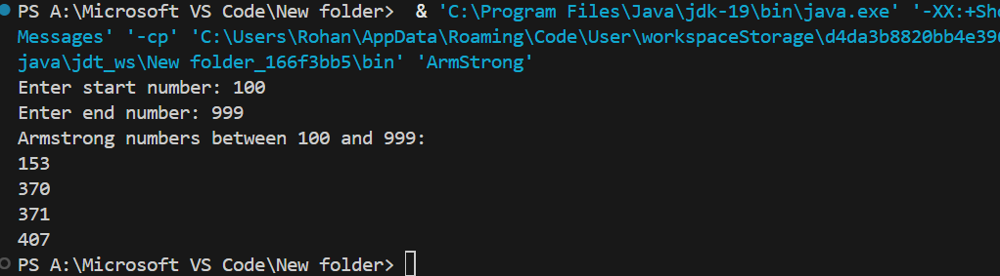 PS A:\Microsoft VS Code\New folder>  & 'C:\Program Files\Java\jdk-19\bin\java.exe' '-XX:+Sho
Messages' '-cp' 'C:\Users\Rohan\AppData\Roaming\Code\User\workspaceStorage\d4da3b8820bb4e396
java\jdt_ws\New folder_166f3bb5\bin' 'ArmStrong'
Enter start number: 100
Enter end number: 999
Armstrong numbers between 100 and 999:
153
370
371
407
PS A:\Microsoft VS Code\New folder>